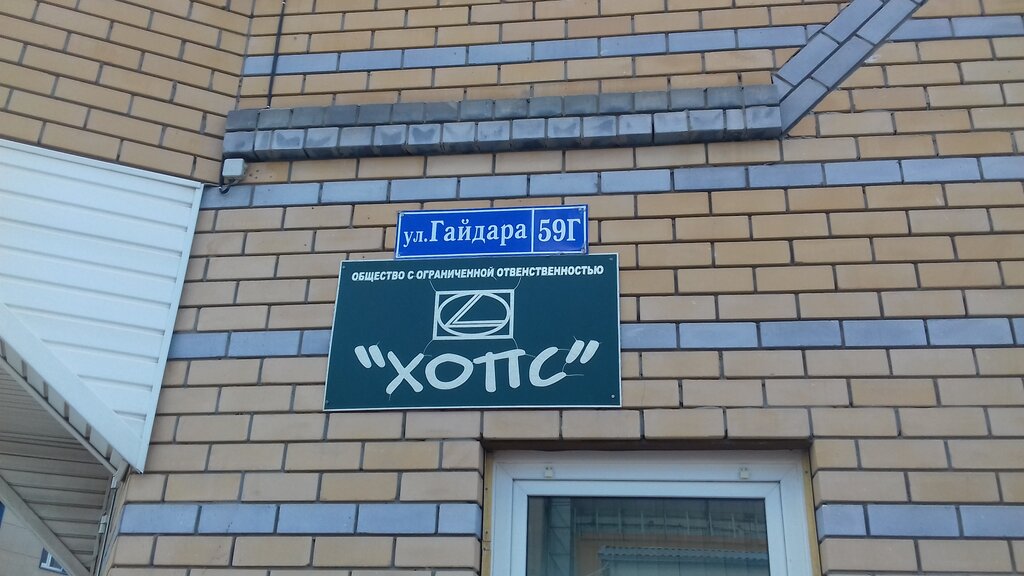 ул.Гайдара 59Г
ОБЩЕСТВО С ОГРАНИЧЕННОЙ ОТВЕНСТВЕННОСТЬЮ
"ХОПС"